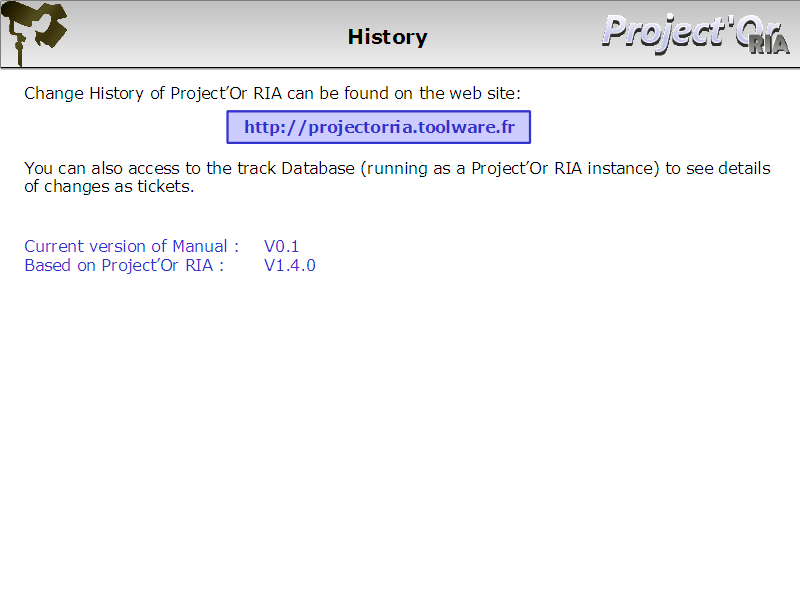 History
Project'Or
RIA
Change History of Project’Or RIA can be found on the web site:
http://projectorria.toolware.fr
You can also access to the track Database (running as a Project’Or RIA instance) to see details
of changes as tickets.
Current version of Manual : V0.1
Based on Project’Or RIA : V1.4.0